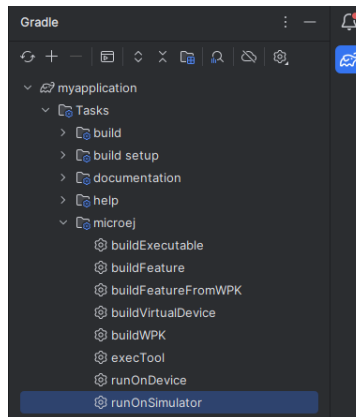 Gradle
myapplication
Tasks
build
build setup
documentation
help
microej
buildExecutable
buildFeature
buildFeatureFromWPK
buildVirtualDevice
buildWPK
execTool
runOnDevice
runOnSimulator